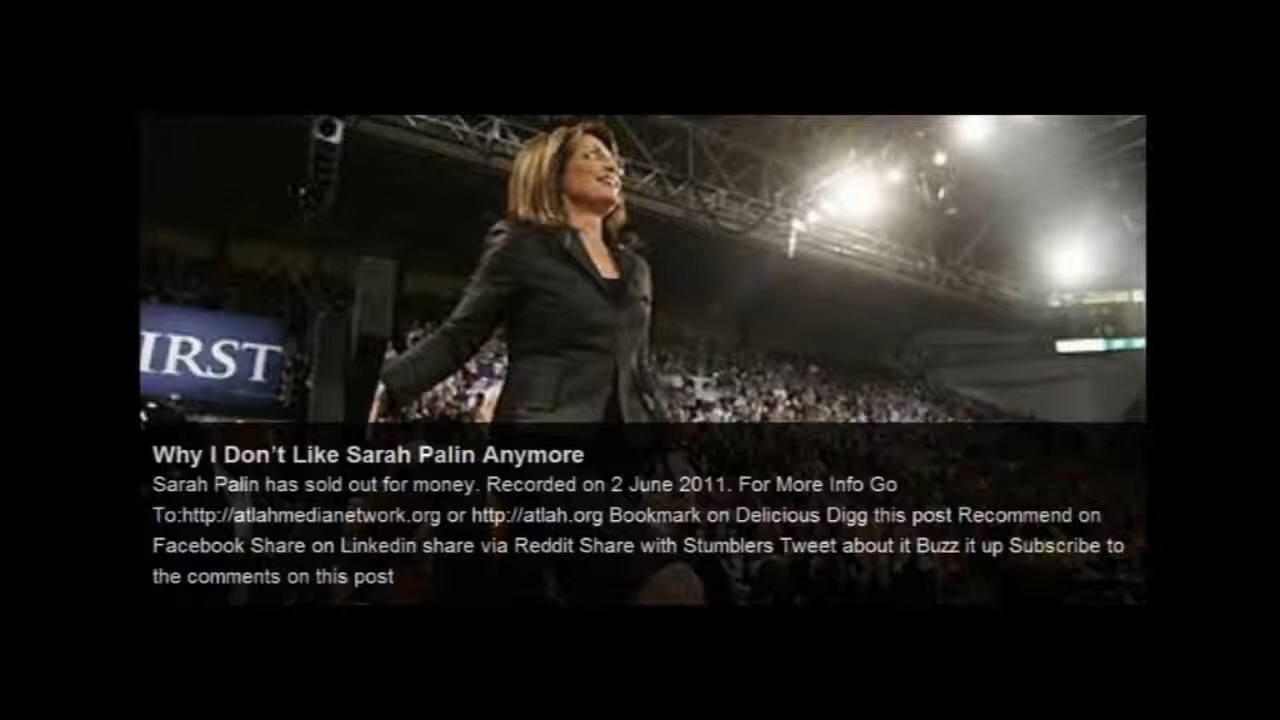 IRST
Why I Don't Like Sarah Palin Anymore
Sarah Palin has sold out for money. Recorded on 2 June 2011. For More Info Go
To:http://atlahmedianetwork.org or http://atlah.org Bookmark on Delicious Digg this post Recommend on
Facebook Share on Linkedin share via Reddit Share with Stumblers Tweet about it Buzz it up Subscribe to
the comments on this post